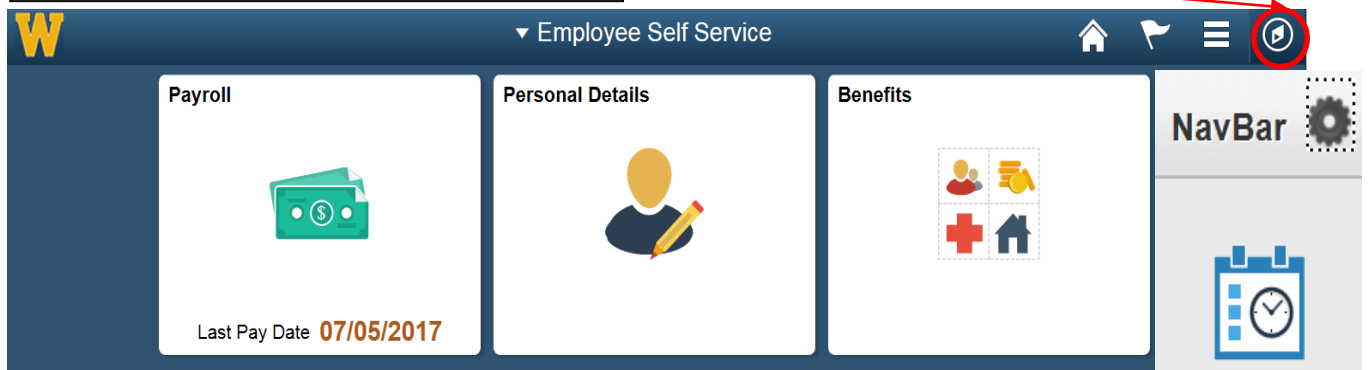 W
▼ Employee Self Service
Payroll
Personal Details
Benefits
NavBar
$
Last Pay Date 07/05/2017